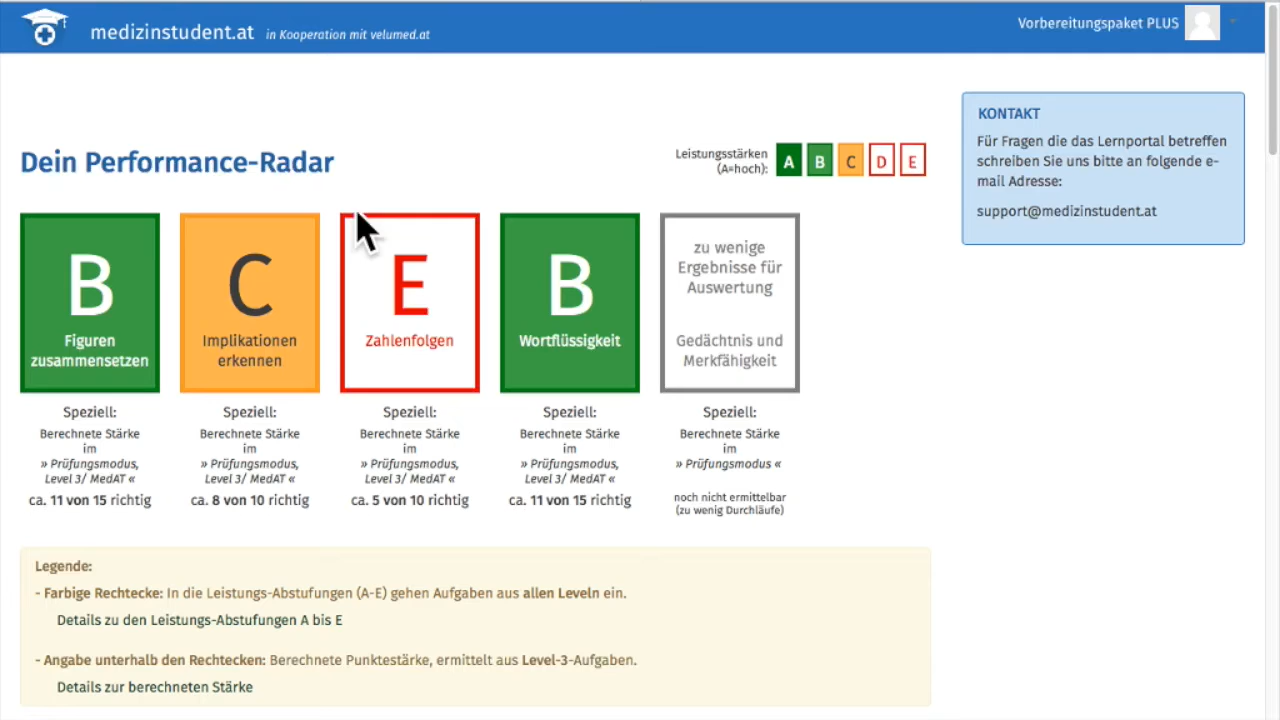 medizinstudent.at in Kooperation mit velumed.at
Vorbereitungspaket PLUS
KONTAKT
Für Fragen die das Lernportal betreffen
schreiben Sie uns bitte an folgende e-
mail Adresse:
support@medizinstudent.at
Dein Performance-Radar
Leistungsstärken
(A=hoch):
A B C D E
B
Figuren
zusammensetzen
C
Implikationen
erkennen
E
Zahlenfolgen
B
Wortflüssigkeit
zu wenige
Ergebnisse für
Auswertung
Gedächtnis und
Merkfähigkeit
Speziell:
Berechnete Stärke
im
» Prüfungsmodus,
Level 3/ MedAT «
ca. 11 von 15 richtig
Speziell:
Berechnete Stärke
im
» Prüfungsmodus,
Level 3/ MedAT «
ca. 8 von 10 richtig
Speziell:
Berechnete Stärke
im
» Prüfungsmodus,
Level 3/ MedAT «
ca. 5 von 10 richtig
Speziell:
Berechnete Stärke
im
» Prüfungsmodus,
Level 3/ MedAT «
ca. 11 von 15 richtig
Speziell:
Berechnete Stärke
im
» Prüfungsmodus «
noch nicht ermittelbar
(zu wenig Durchläufe)
Legende:
- Farbige Rechtecke: In die Leistungs-Abstufungen (A-E) gehen Aufgaben aus allen Leveln ein.
Details zu den Leistungs-Abstufungen A bis E
- Angabe unterhalb den Rechtecken: Berechnete Punktestärke, ermittelt aus Level-3-Aufgaben.
Details zur berechneten Stärke